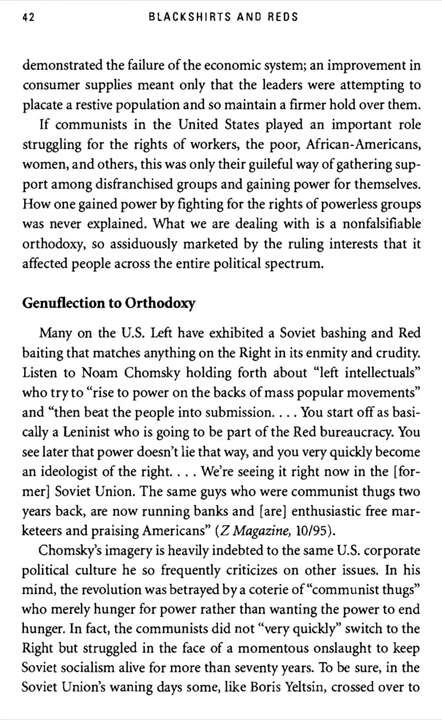 42 BLACKSHIRTS AND REDS
demonstrated the failure of the economic system; an improvement in
consumer supplies meant only that the leaders were attempting to
placate a restive population and so maintain a firmer hold over them.
If communists in the United States played an important role
struggling for the rights of workers, the poor, African-Americans,
women, and others, this was only their guileful way of gathering sup-
port among disfranchised groups and gaining power for themselves.
How one gained power by fighting for the rights of powerless groups
was never explained. What we are dealing with is a nonfalsifiable
orthodoxy, so assiduously marketed by the ruling interests that it
affected people across the entire political spectrum.
Genuflection to Orthodoxy
Many on the U.S. Left have exhibited a Soviet bashing and Red
baiting that matches anything on the Right in its enmity and crudity.
Listen to Noam Chomsky holding forth about “left intellectuals”
who try to “rise to power on the backs of mass popular movements”
and “then beat the people into submission. . . . You start off as basi-
cally a Leninist who is going to be part of the Red bureaucracy. You
see later that power doesn’t lie that way, and you very quickly become
an ideologist of the right. . . . We’re seeing it right now in the [for-
mer] Soviet Union. The same guys who were communist thugs two
years back, are now running banks and [are] enthusiastic free mar-
keteers and praising Americans” (Z Magazine, 10/95).
Chomsky’s imagery is heavily indebted to the same U.S. corporate
political culture he so frequently criticizes on other issues. In his
mind, the revolution was betrayed by a coterie of “communist thugs”
who merely hunger for power rather than wanting the power to end
hunger. In fact, the communists did not “very quickly” switch to the
Right but struggled in the face of a momentous onslaught to keep
Soviet socialism alive for more than seventy years. To be sure, in the
Soviet Union’s waning days some, like Boris Yeltsin, crossed over to